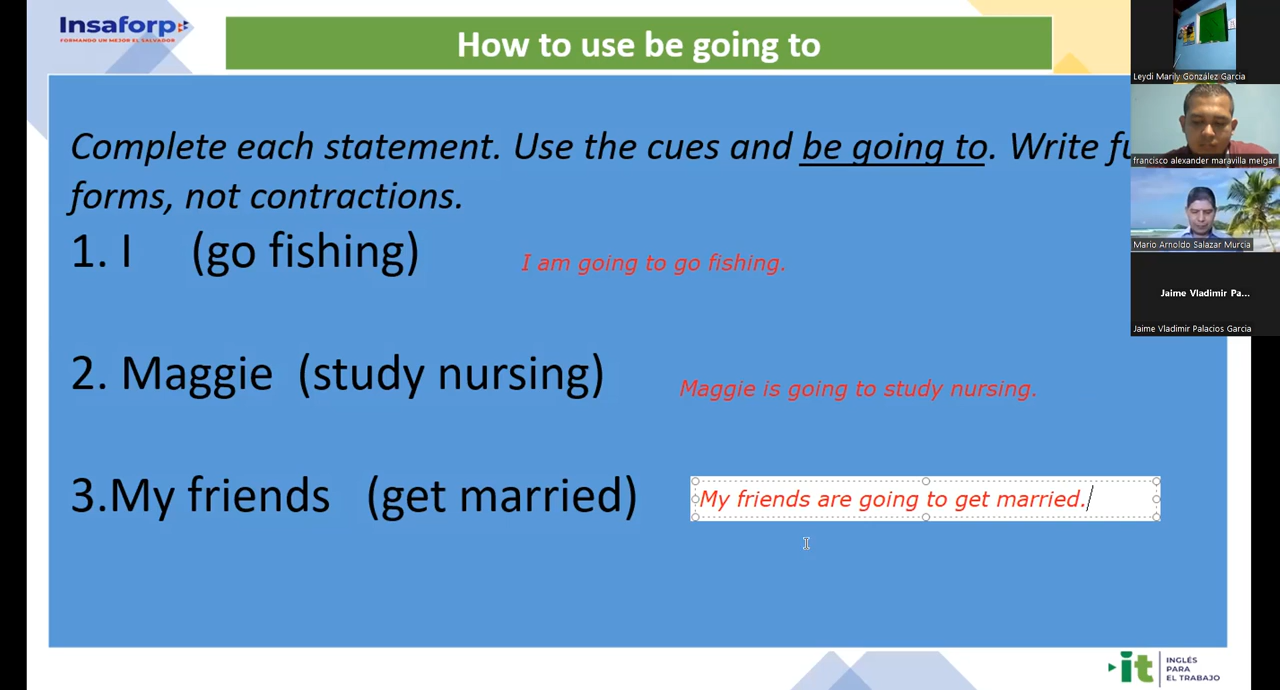 Insaforp
FORMANDO UN MEJOR EL SALVADOR
How to use be going to
Leydi Marily González Garcia
francisco alexander maravilla melgar
Mario Arnoldo Salazar Murcia
Jaime Vladimir Pa...
Jaime Vladimir Palacios Garcia
Complete each statement. Use the cues and be going to. Write fu
forms, not contractions.
1. I (go fishing) I am going to go fishing.
2. Maggie (study nursing) Maggie is going to study nursing.
3.My friends (get married) My friends are going to get married.
it INGLÉS
PARA
EL TRABAJO